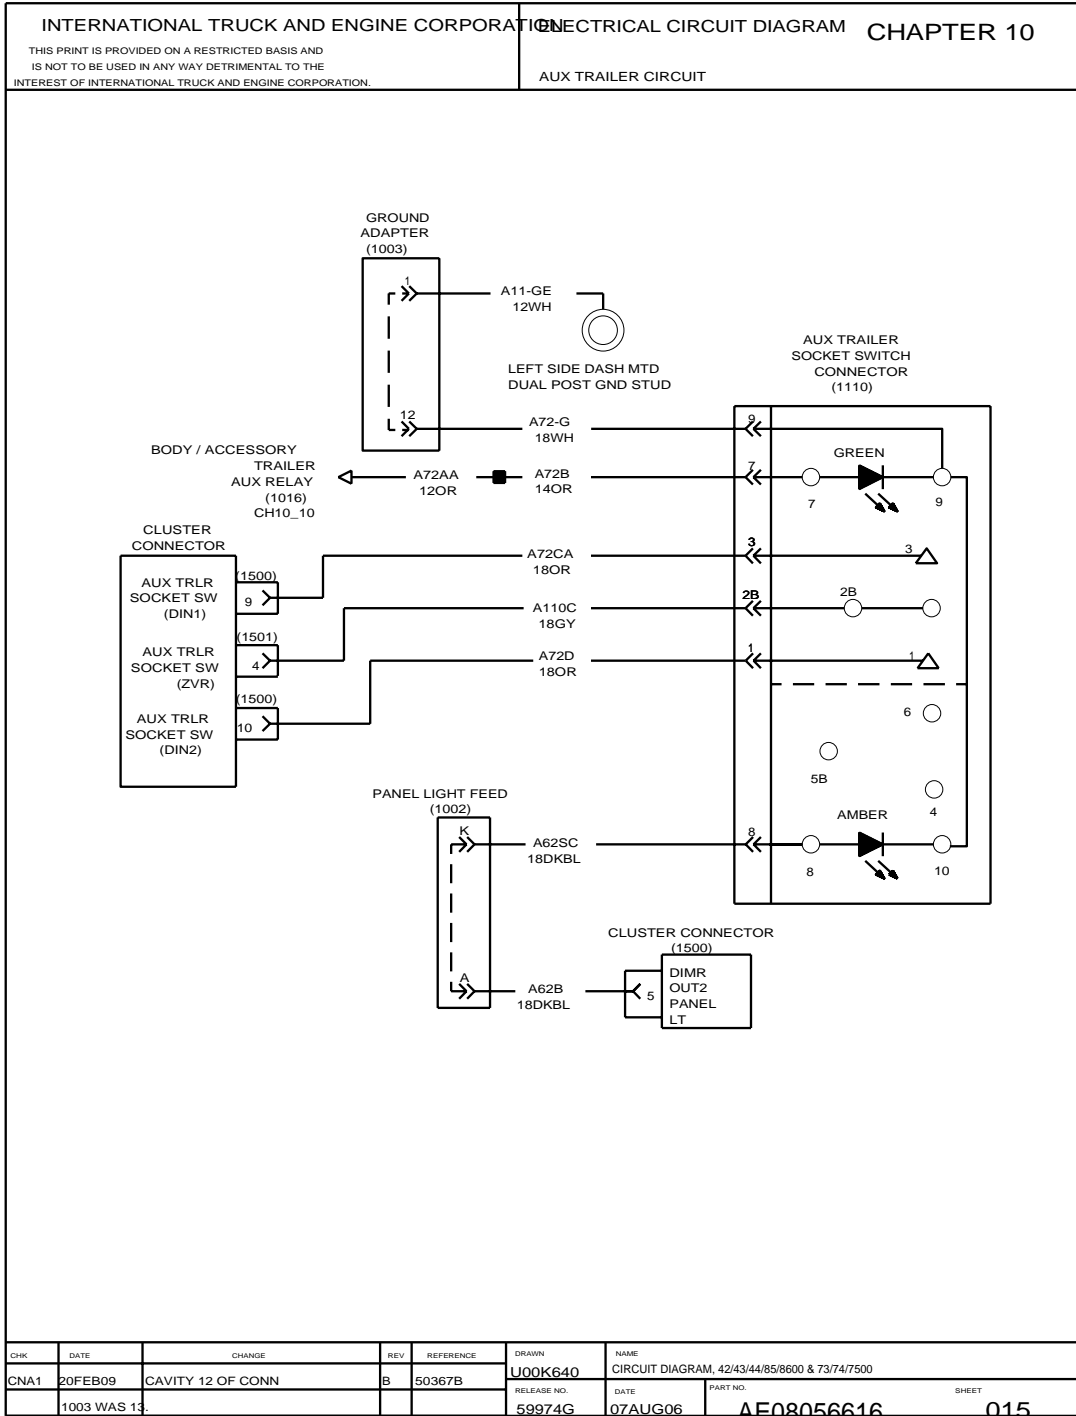 INTERNATIONAL TRUCK AND ENGINE CORPORATION
THIS PRINT IS PROVIDED ON A RESTRICTED BASIS AND
IS NOT TO BE USED IN ANY WAY DETRIMENTAL TO THE
INTEREST OF INTERNATIONAL TRUCK AND ENGINE CORPORATION.
ELECTRICAL CIRCUIT DIAGRAM
CHAPTER 10
AUX TRAILER CIRCUIT
GROUND
ADAPTER
(1003)
1
A11-GE
12WH
LEFT SIDE DASH MTD
DUAL POST GND STUD
12
A72-G
18WH
AUX TRAILER
SOCKET SWITCH
CONNECTOR
(1110)
9
GREEN
7
7
9
BODY / ACCESSORY
TRAILER
AUX RELAY
(1016)
CH10_10
A72AA
12OR
A72B
14OR
CLUSTER
CONNECTOR
AUX TRLR
SOCKET SW
(DIN1)
(1500)
9
A72CA
18OR
3
3
AUX TRLR
SOCKET SW
(ZVR)
(1501)
4
A110C
18GY
2B
2B
AUX TRLR
SOCKET SW
(DIN2)
(1500)
10
A72D
18OR
1
1
6
5B
4
PANEL LIGHT FEED
(1002)
K
A62SC
18DKBL
8
AMBER
8
10
A
A62B
18DKBL
CLUSTER CONNECTOR
(1500)
5
DIMR
OUT2
PANEL
LT
CHK DATE CHANGE REV REFERENCE
CNA1 20FEB09 CAVITY 12 OF CONN B 50367B
1003 WAS 13.
DRAWN
U00K640
NAME
CIRCUIT DIAGRAM, 42/43/44/85/8600 & 73/74/7500
RELEASE NO.
59974G
DATE
07AUG06
PART NO.
AE08056616
SHEET
015